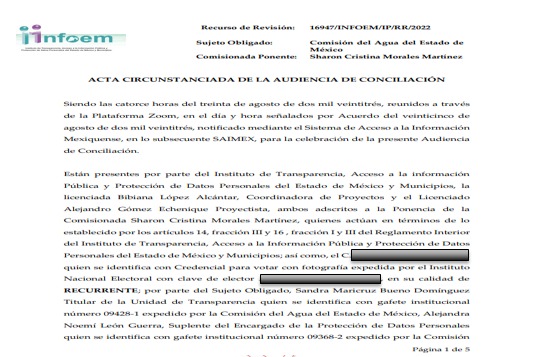 infoem
Recurso de Revisión: 16947/INFOEM/IP/RR/2022
Sujeto Obligado: Comisión del Agua del Estado de
México
Comisionada Ponente: Sharon Cristina Morales Martínez
ACTA CIRCUNSTANCIADA DE LA AUDIENCIA DE CONCILIACIÓN
Siendo las catorce horas del treinta de agosto de dos mil veintitrés, reunidos a través
de la Plataforma Zoom, en el día y hora señalados por Acuerdo del veinticinco de
agosto de dos mil veintitrés, notificado mediante el Sistema de Acceso a la Información
Mexiquense, en lo subsecuente SAIMEX, para la celebración de la presente Audiencia
de Conciliación.
Están presentes por parte del Instituto de Transparencia, Acceso a la información
Pública y Protección de Datos Personales del Estado de México y Municipios, la
licenciada Bibiana López Alcántar, Coordinadora de Proyectos y el Licenciado
Alejandro Gómez Echenique Proyectista, ambos adscritos a la Ponencia de la
Comisionada Sharon Cristina Morales Martínez, quienes actúan en términos de lo
establecido por los artículos 14, fracción III y 16 , fracción I y III del Reglamento Interior
del Instituto de Transparencia, Acceso a la Información Pública y Protección de Datos
Personales del Estado de México y Municipios; así como, el C.
quien se identifica con Credencial para votar con fotografía expedida por el Instituto
Nacional Electoral con clave de elector , en su calidad de
RECURRENTE; por parte del Sujeto Obligado, Sandra Maricruz Bueno Domínguez
Titular de la Unidad de Transparencia quien se identifica con gafete institucional
número 09428-1 expedido por la Comisión del Agua del Estado de México, Alejandra
Noemí León Guerra, Suplente del Encargado de la Protección de Datos Personales
quien se identifica con gafete institucional número 09368-2 expedido por la Comisión
Página 1 de 5